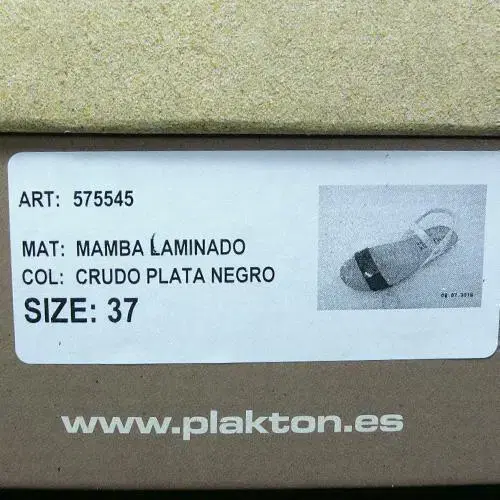 ART: 575545
MAT: MAMBA LAMINADO
COL: CRUDO PLATA NEGRO
SIZE: 37
www.plakton.es